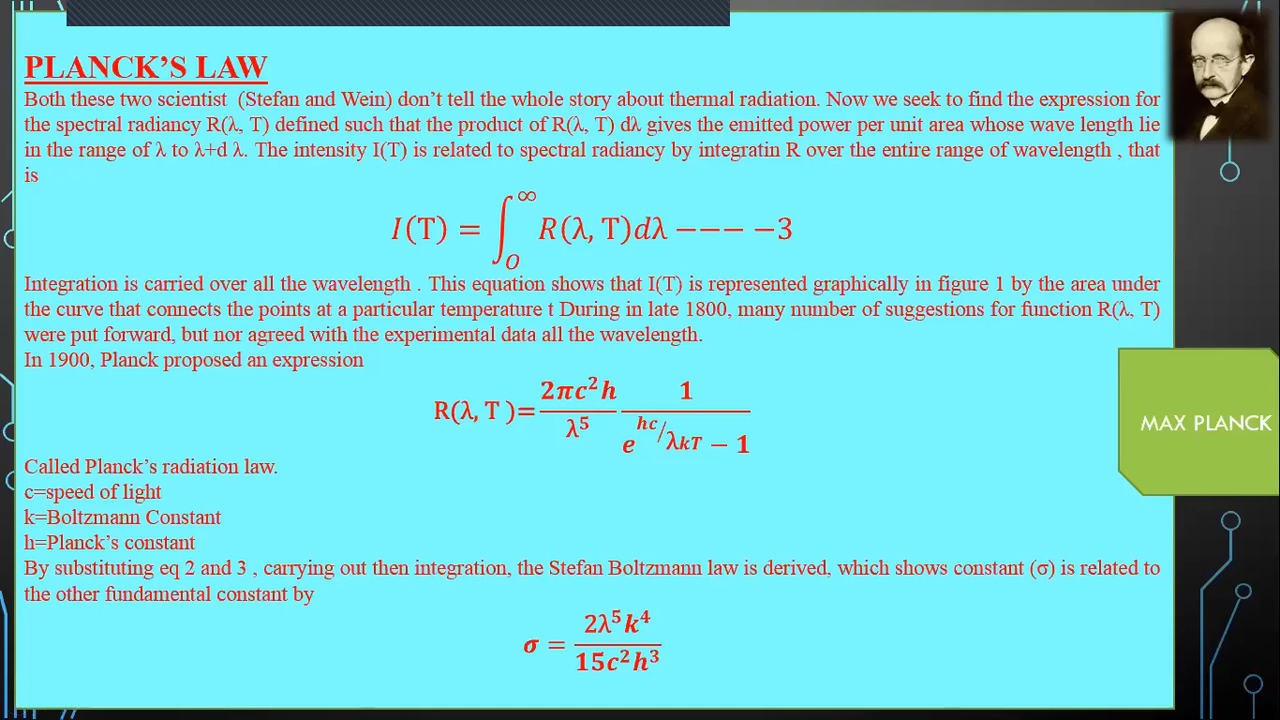 PLANCK’S LAW
Both these two scientist  (Stefan and Wein) don’t tell the whole story about thermal radiation. Now we seek to find the expression for
the spectral radiancy R(λ, T) defined such that the product of R(λ, T) dλ gives the emitted power per unit area whose wave length lie
in the range of λ to λ+d λ. The intensity I(T) is related to spectral radiancy by integratin R over the entire range of wavelength , that
is
I(T) = ∫_O^∞ R(λ, T)dλ −−− −3
Integration is carried over all the wavelength . This equation shows that I(T) is represented graphically in figure 1 by the area under
the curve that connects the points at a particular temperature t During in late 1800, many number of suggestions for function R(λ, T)
were put forward, but nor agreed with the experimental data all the wavelength.
In 1900, Planck proposed an expression
R(λ, T )= 2πc²h/λ⁵ 1/(e^(hc/λkT) − 1)
MAX PLANCK
Called Planck’s radiation law.
c=speed of light
k=Boltzmann Constant
h=Planck’s constant
By substituting eq 2 and 3 , carrying out then integration, the Stefan Boltzmann law is derived, which shows constant (σ) is related to
the other fundamental constant by
σ = 2λ⁵k⁴/15c²h³